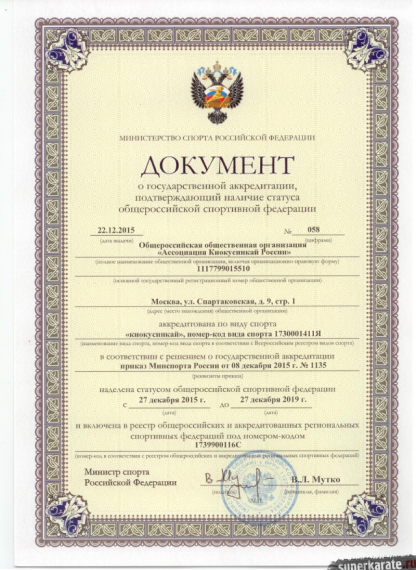 МИНИСТЕРСТВО СПОРТА РОССИЙСКОЙ ФЕДЕРАЦИИ
ДОКУМЕНТ
о государственной аккредитации,
подтверждающий наличие статуса
общероссийской спортивной федерации
22.12.2015 № 058
(дата выдачи) (цифрами)
Общероссийская общественная организация
«Ассоциация Киокусинкай России»
(полное наименование общественной организации, включая организационно-правовую форму)
1117799015510
(основной государственный регистрационный номер общественной организации)
Москва, ул. Спартаковская, д. 9, стр. 1
(адрес (место нахождения) общественной организации)
аккредитована по виду спорта
«киокусинкай», номер-код вида спорта 1730001411Я
(наименование вида спорта, номер-код вида спорта в соответствии с Всероссийским реестром видов спорта)
в соответствии с решением о государственной аккредитации
приказ Минспорта России от 08 декабря 2015 г. № 1135
(реквизиты приказа)
наделена статусом общероссийской спортивной федерации
с 27 декабря 2015 г. до 27 декабря 2019 г.
(дата) (дата)
и включена в реестр общероссийских и аккредитованных региональных
спортивных федераций под номером-кодом
1739900116С
(номер-код в соответствии с реестром общероссийских и аккредитованных региональных спортивных федераций)
Министр спорта
Российской Федерации В.Л. Мутко
(подпись) (инициалы, фамилия)
superkarate.ru